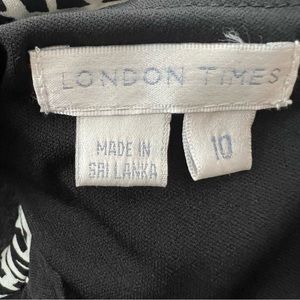 LONDON TIMES
MADE IN
SRI LANKA
10